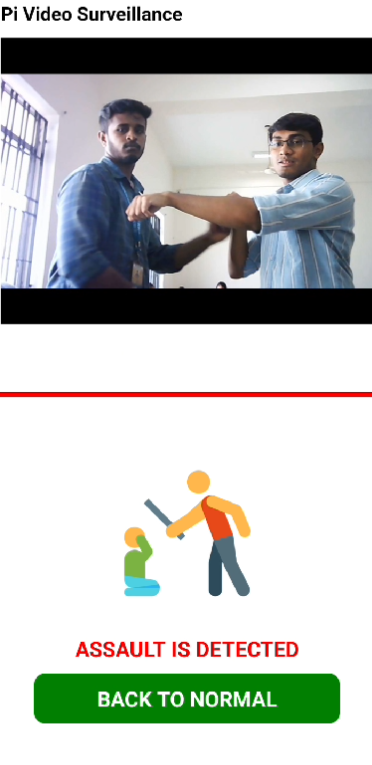 Pi Video Surveillance
ASSAULT IS DETECTED
BACK TO NORMAL